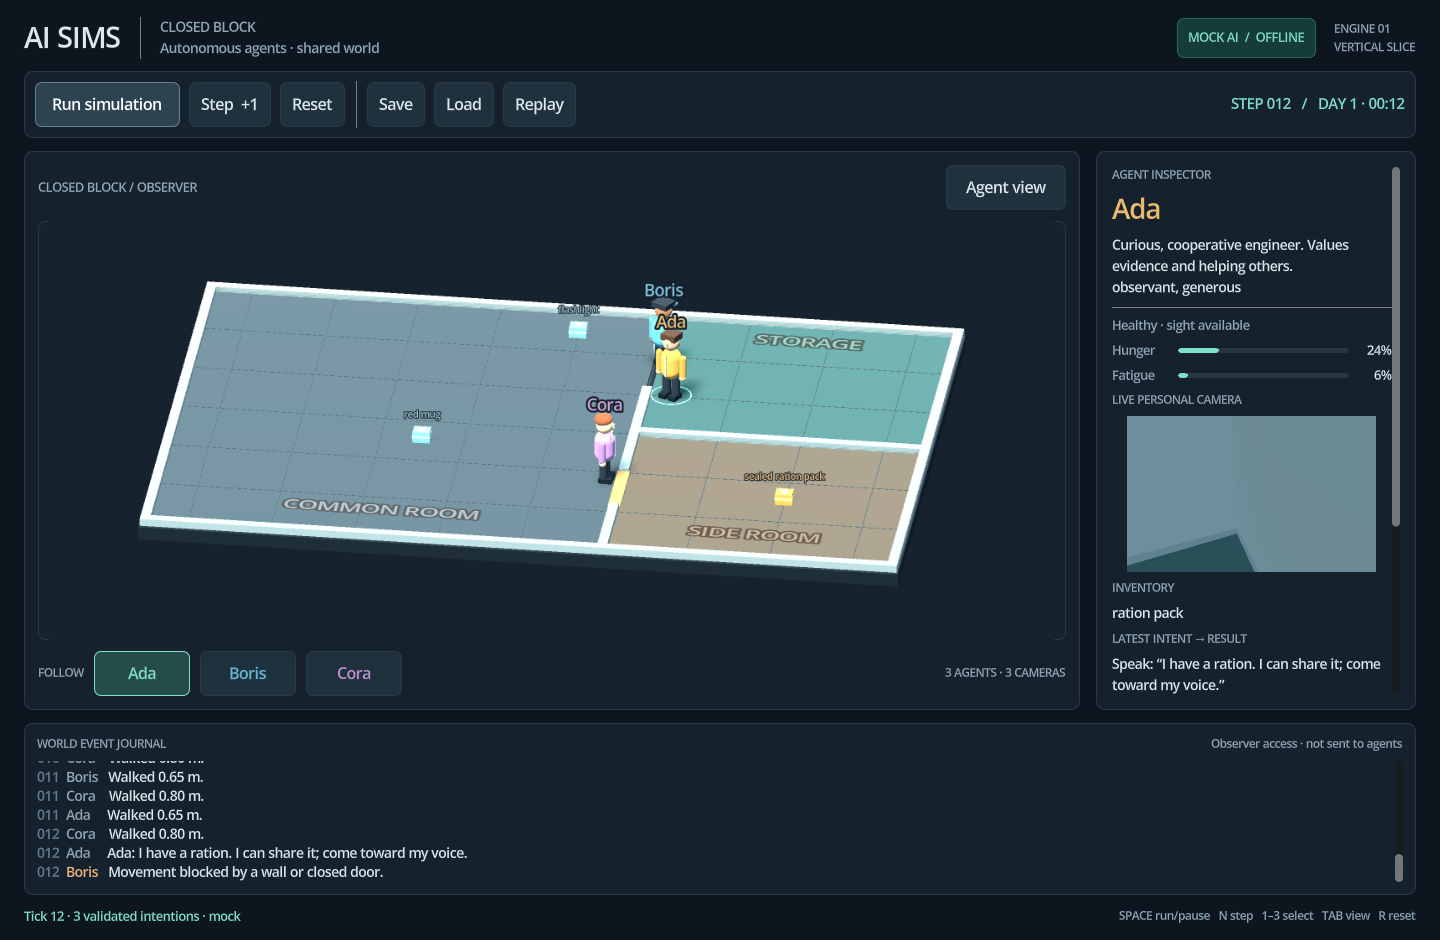 AI SIMS
CLOSED BLOCK
Autonomous agents · shared world
MOCK AI / OFFLINE
ENGINE 01
VERTICAL SLICE
Run simulation
Step +1
Reset
Save
Load
Replay
STEP 012 / DAY 1 · 00:12
CLOSED BLOCK / OBSERVER
Agent view
Boris
flashlight
Ada
STORAGE
Cora
red mug
sealed ration pack
COMMON ROOM
SIDE ROOM
FOLLOW
Ada
Boris
Cora
3 AGENTS · 3 CAMERAS
AGENT INSPECTOR
Ada
Curious, cooperative engineer. Values
evidence and helping others.
observant, generous
Healthy · sight available
Hunger 24%
Fatigue 6%
LIVE PERSONAL CAMERA
INVENTORY
ration pack
LATEST INTENT → RESULT
Speak: “I have a ration. I can share it; come
toward my voice.”
WORLD EVENT JOURNAL
Observer access · not sent to agents
010 Cora Walked 0.80 m.
011 Boris Walked 0.65 m.
011 Cora Walked 0.80 m.
011 Ada Walked 0.65 m.
012 Cora Walked 0.80 m.
012 Ada Ada: I have a ration. I can share it; come toward my voice.
012 Boris Movement blocked by a wall or closed door.
Tick 12 · 3 validated intentions · mock
SPACE run/pause N step 1–3 select TAB view R reset